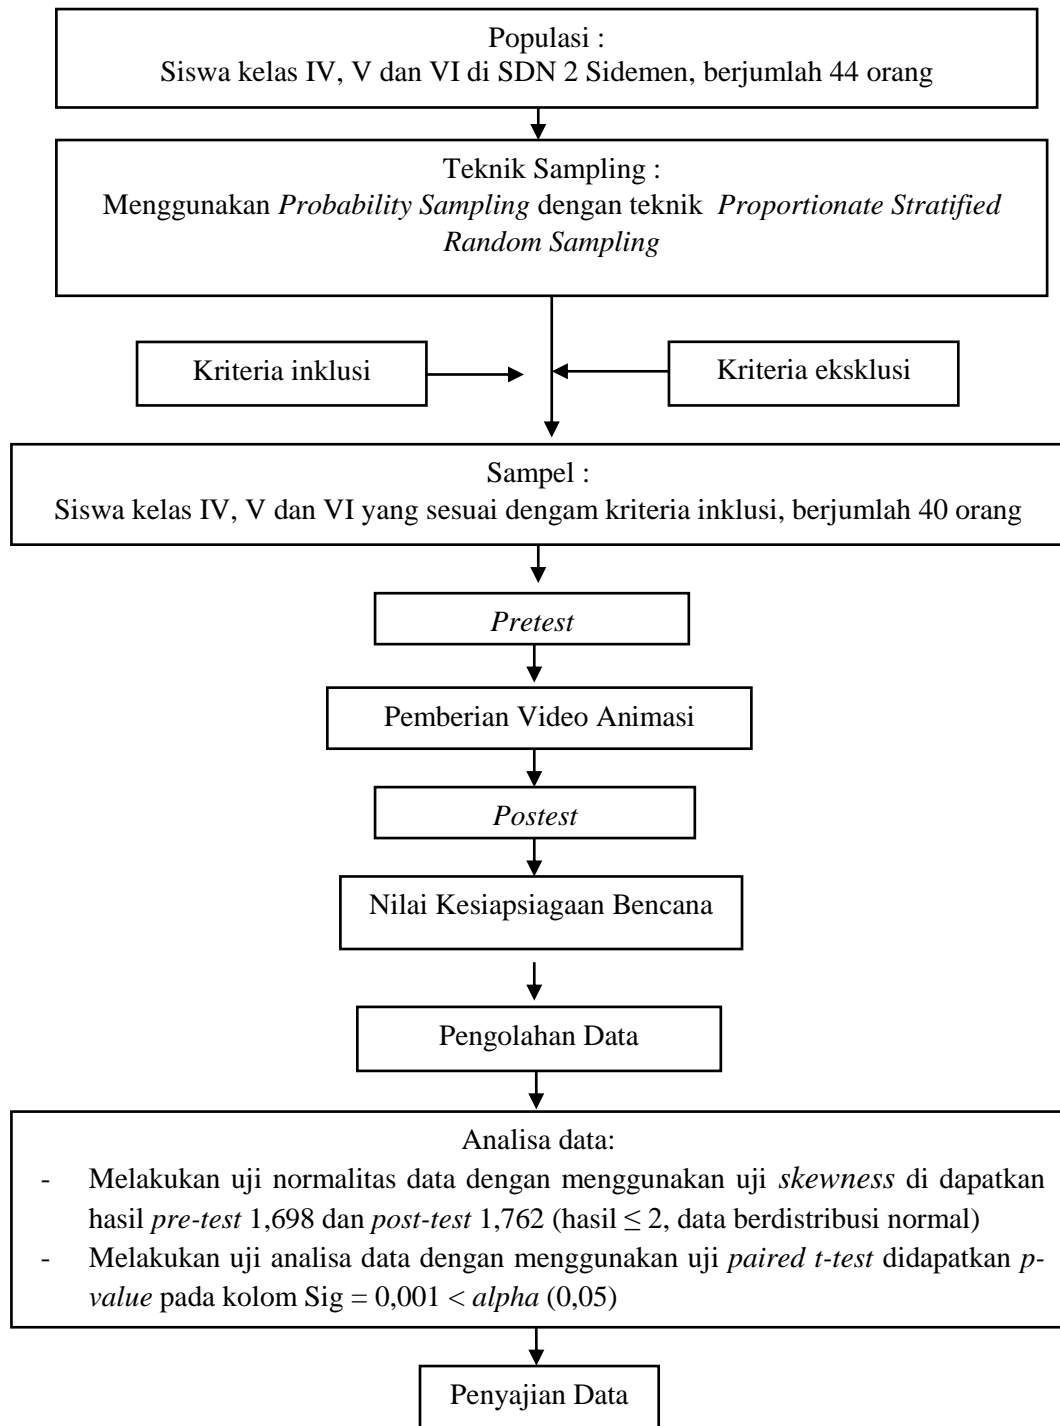 Populasi :
Siswa kelas IV, V dan VI di SDN 2 Sidemen, berjumlah 44 orang
Teknik Sampling :
Menggunakan Probability Sampling dengan teknik Proportionate Stratified
Random Sampling
Kriteria inklusi
Kriteria eksklusi
Sampel :
Siswa kelas IV, V dan VI yang sesuai dengam kriteria inklusi, berjumlah 40 orang
Pretest
Pemberian Video Animasi
Postest
Nilai Kesiapsiagaan Bencana
Pengolahan Data
Analisa data:
- Melakukan uji normalitas data dengan menggunakan uji skewness di dapatkan
hasil pre-test 1,698 dan post-test 1,762 (hasil ≤ 2, data berdistribusi normal)
- Melakukan uji analisa data dengan menggunakan uji paired t-test didapatkan p-
value pada kolom Sig = 0,001 < alpha (0,05)
Penyajian Data